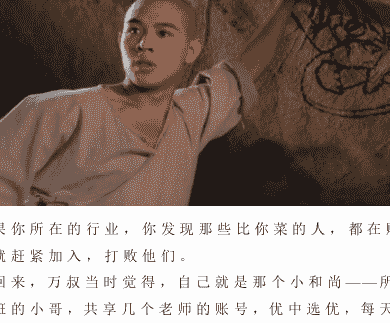 果你所在的行业，你发现那些比你菜的人，都在
就赶紧加入，打败他们。
回来，万叔当时觉得，自己就是那个小和尚——所
班的小哥，共享几个老师的账号，优中选优，每天